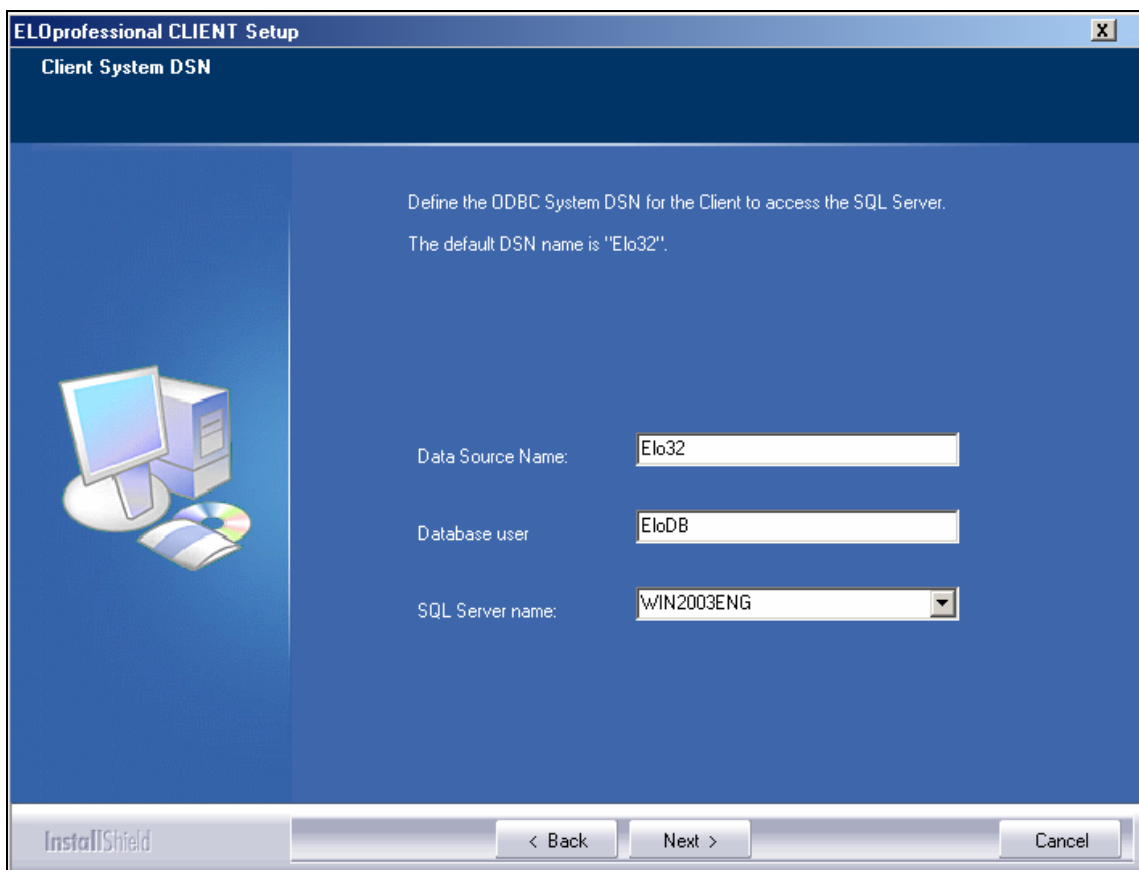 ELOprofessional CLIENT Setup
Client System DSN
Define the ODBC System DSN for the Client to access the SQL Server.
The default DSN name is "Elo32".
Data Source Name:
Elo32
Database user
EloDB
SQL Server name:
WIN2003ENG
InstallShield
< Back
Next >
Cancel